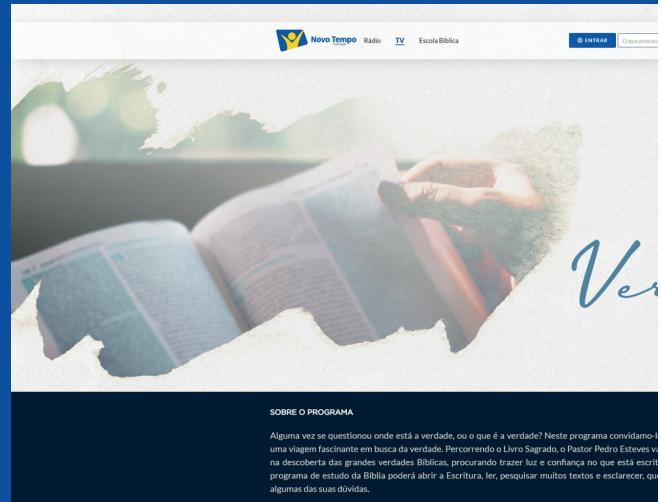 Novo Tempo
PORTUGAL
Rádio
TV
Escola Bíblica
ENTRAR
O que procura
Ver
SOBRE O PROGRAMA
Alguma vez se questionou onde está a verdade, ou o que é a verdade? Neste programa convidamo-l
uma viagem fascinante em busca da verdade. Percorrendo o Livro Sagrado, o Pastor Pedro Esteves va
na descoberta das grandes verdades Bíblicas, procurando trazer luz e confiança no que está escrit
programa de estudo da Bíblia poderá abrir a Escritura, ler, pesquisar muitos textos e esclarecer, que
algumas das suas dúvidas.